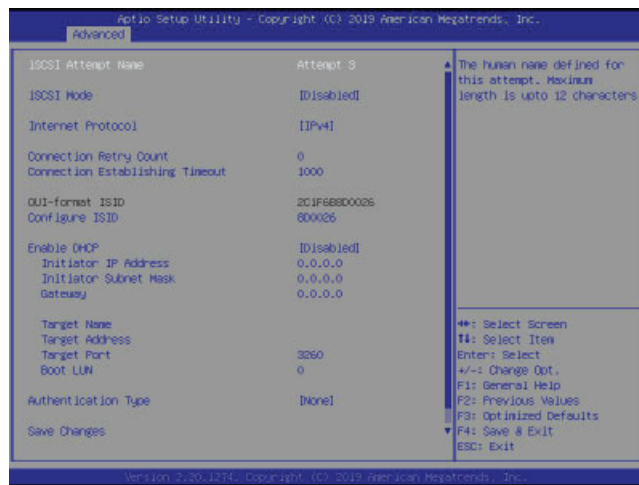 Aptio Setup Utility - Copyright (C) 2019 American Megatrends, Inc.
Advanced
iSCSI Attempt Name Attempt 3
iSCSI Mode [Disabled]
Internet Protocol [IPv4]
Connection Retry Count 0
Connection Establishing Timeout 1000
OUI-format ISID 2C1F6B8D0026
Configure ISID 8D0026
Enable DHCP [Disabled]
Initiator IP Address 0.0.0.0
Initiator Subnet Mask 0.0.0.0
Gateway 0.0.0.0
Target Name
Target Address
Target Port 3260
Boot LUN 0
Authentication Type [None]
Save Changes
The human name defined for
this attempt. Maximum
length is upto 12 characters
: Select Screen
: Select Item
Enter: Select
+/-: Change Opt.
F1: General Help
F2: Previous Values
F3: Optimized Defaults
F4: Save & Exit
ESC: Exit
Version 2.20.1274. Copyright (C) 2019 American Megatrends, Inc.